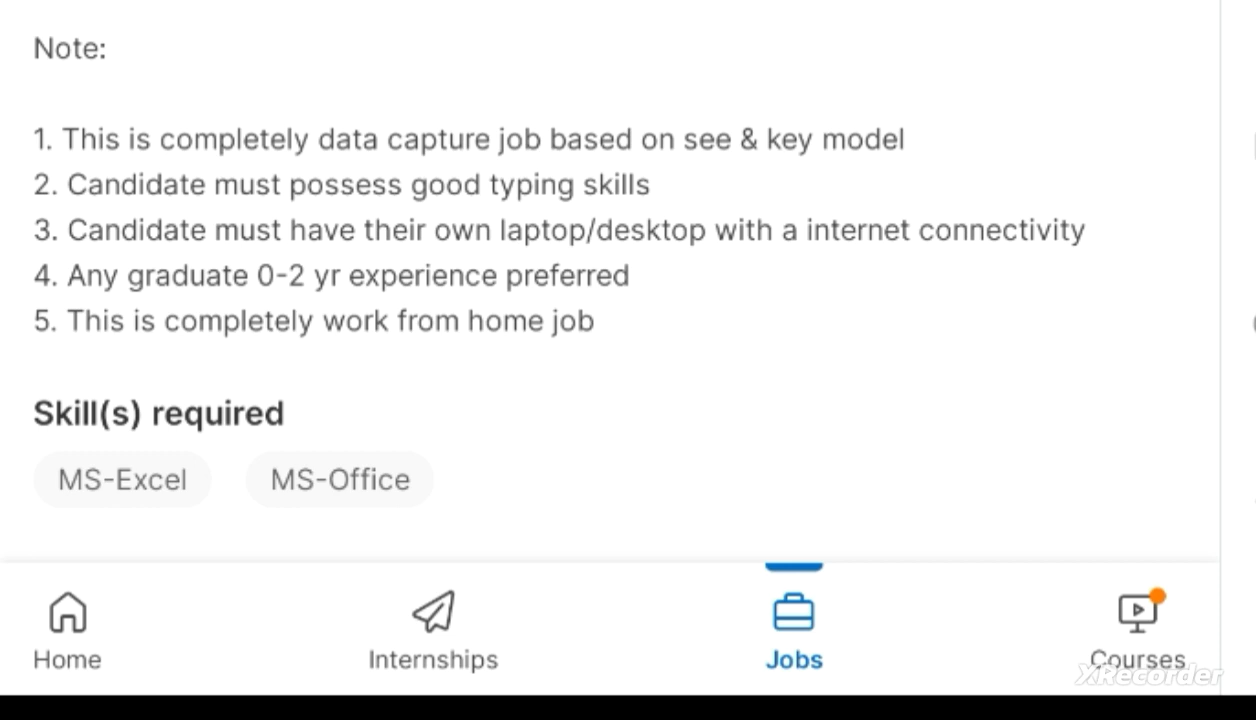 Note:
1. This is completely data capture job based on see & key model
2. Candidate must possess good typing skills
3. Candidate must have their own laptop/desktop with a internet connectivity
4. Any graduate 0-2 yr experience preferred
5. This is completely work from home job
Skill(s) required
MS-Excel MS-Office
Home Internships Jobs Courses
XRecorder